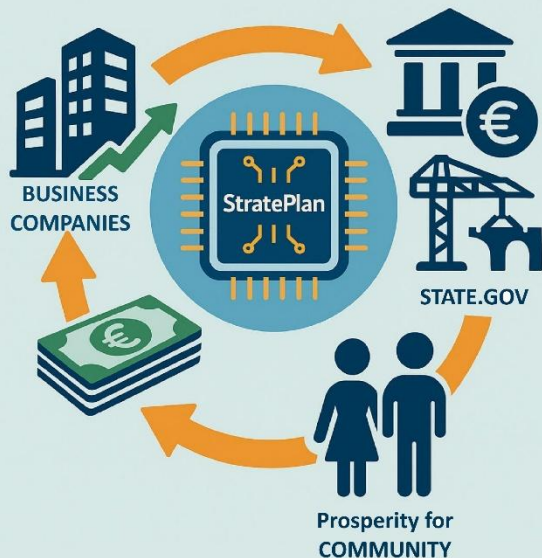 BUSINESS
COMPANIES
StratePlan
€
STATE.GOV
€
Prosperity for
COMMUNITY